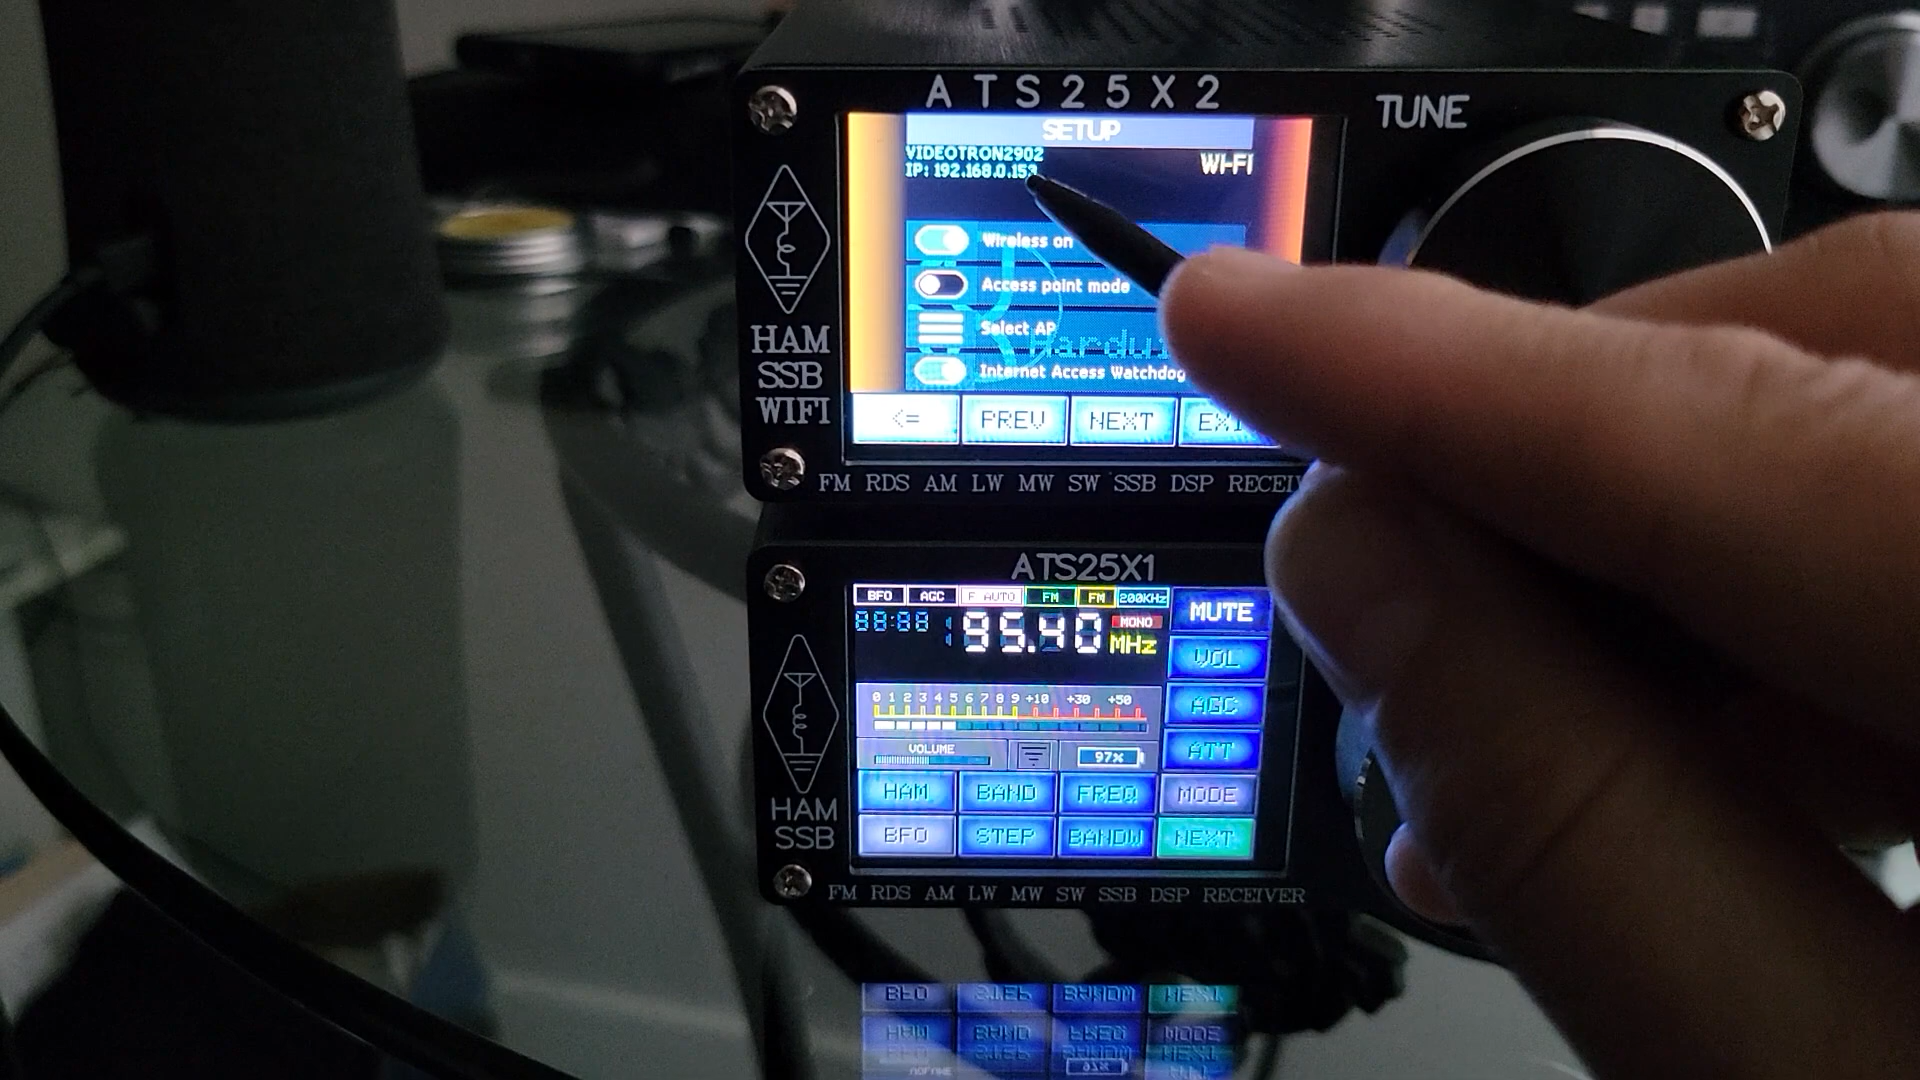 ATS25X2
TUNE
SETUP
VIDEOTRON2902
IP: 192.168.0.153
WI-FI
Wireless on
Access point mode
Select AP
Internet Access Watchdog
<=
PREV
NEXT
HAM
SSB
WIFI
FM RDS AM LW MW SW SSB DSP
ATS25X1
BFO AGC F AUTO FM FM 200KHz
88:88
95.40
MONO
MHz
0 1 2 3 4 5 6 7 8 9 +10 +30 +50
VOLUME
97%
MUTE
VOL
AGC
ATT
HAM BAND FREQ MODE
BFO STEP BANDW NEXT
HAM
SSB
FM RDS AM LW MW SW SSB DSP RECEIVER